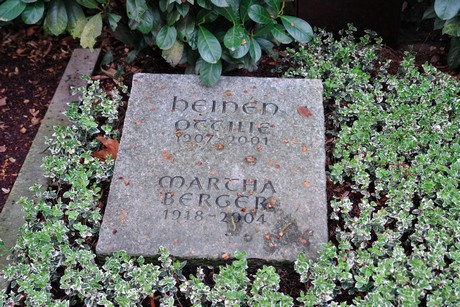 HEINEN
OTTILIE
1907-2001
MARTHA
BERGER
1918-2004